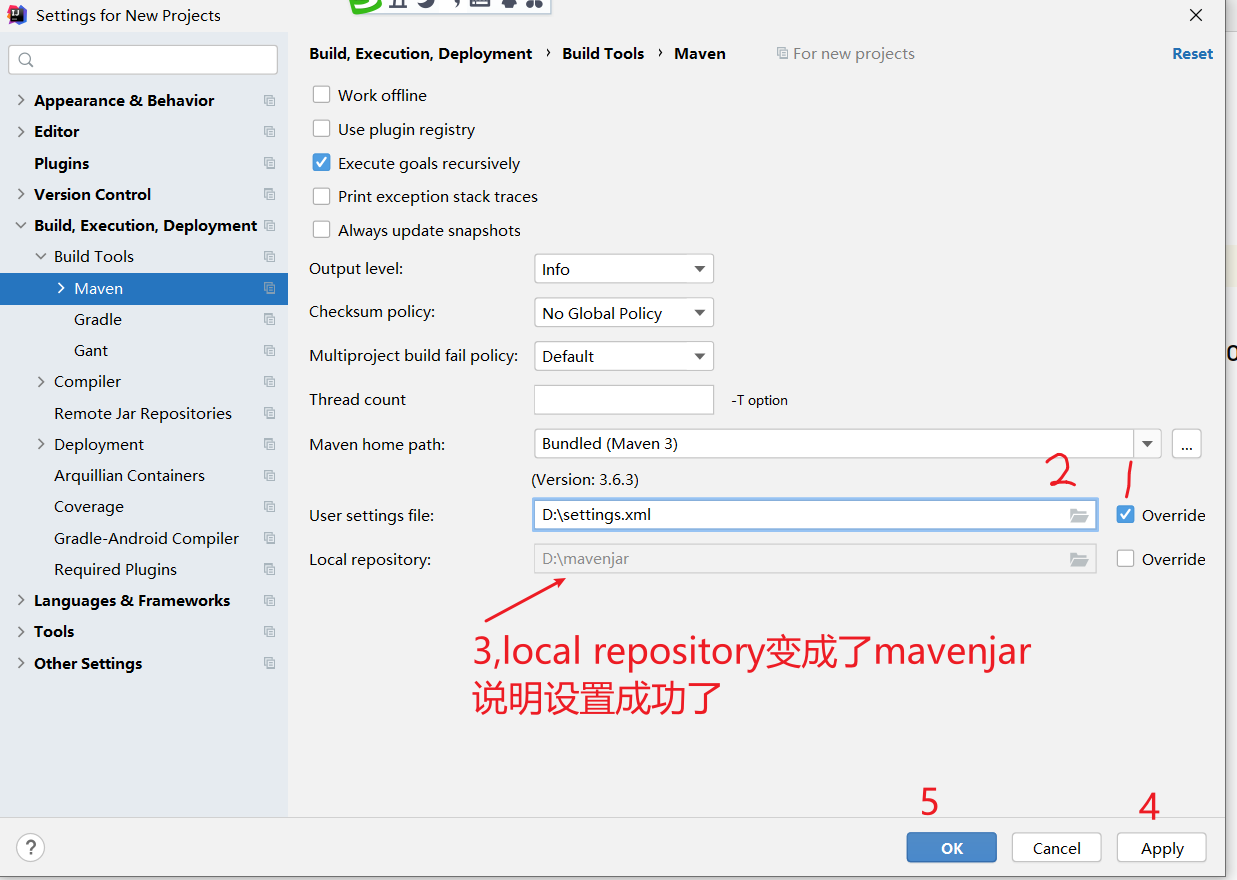 Settings for New Projects
Build, Execution, Deployment › Build Tools › Maven
For new projects
Reset
Appearance & Behavior
Editor
Plugins
Version Control
Build, Execution, Deployment
Build Tools
Maven
Gradle
Gant
Compiler
Remote Jar Repositories
Deployment
Arquillian Containers
Coverage
Gradle-Android Compiler
Required Plugins
Languages & Frameworks
Tools
Other Settings
Work offline
Use plugin registry
Execute goals recursively
Print exception stack traces
Always update snapshots
Output level: Info
Checksum policy: No Global Policy
Multiproject build fail policy: Default
Thread count -T option
Maven home path: Bundled (Maven 3) ...
(Version: 3.6.3)
2 1
User settings file: D:\settings.xml Override
Local repository: D:\mavenjar Override
3,local repository变成了mavenjar
说明设置成功了
5 4
? OK Cancel Apply